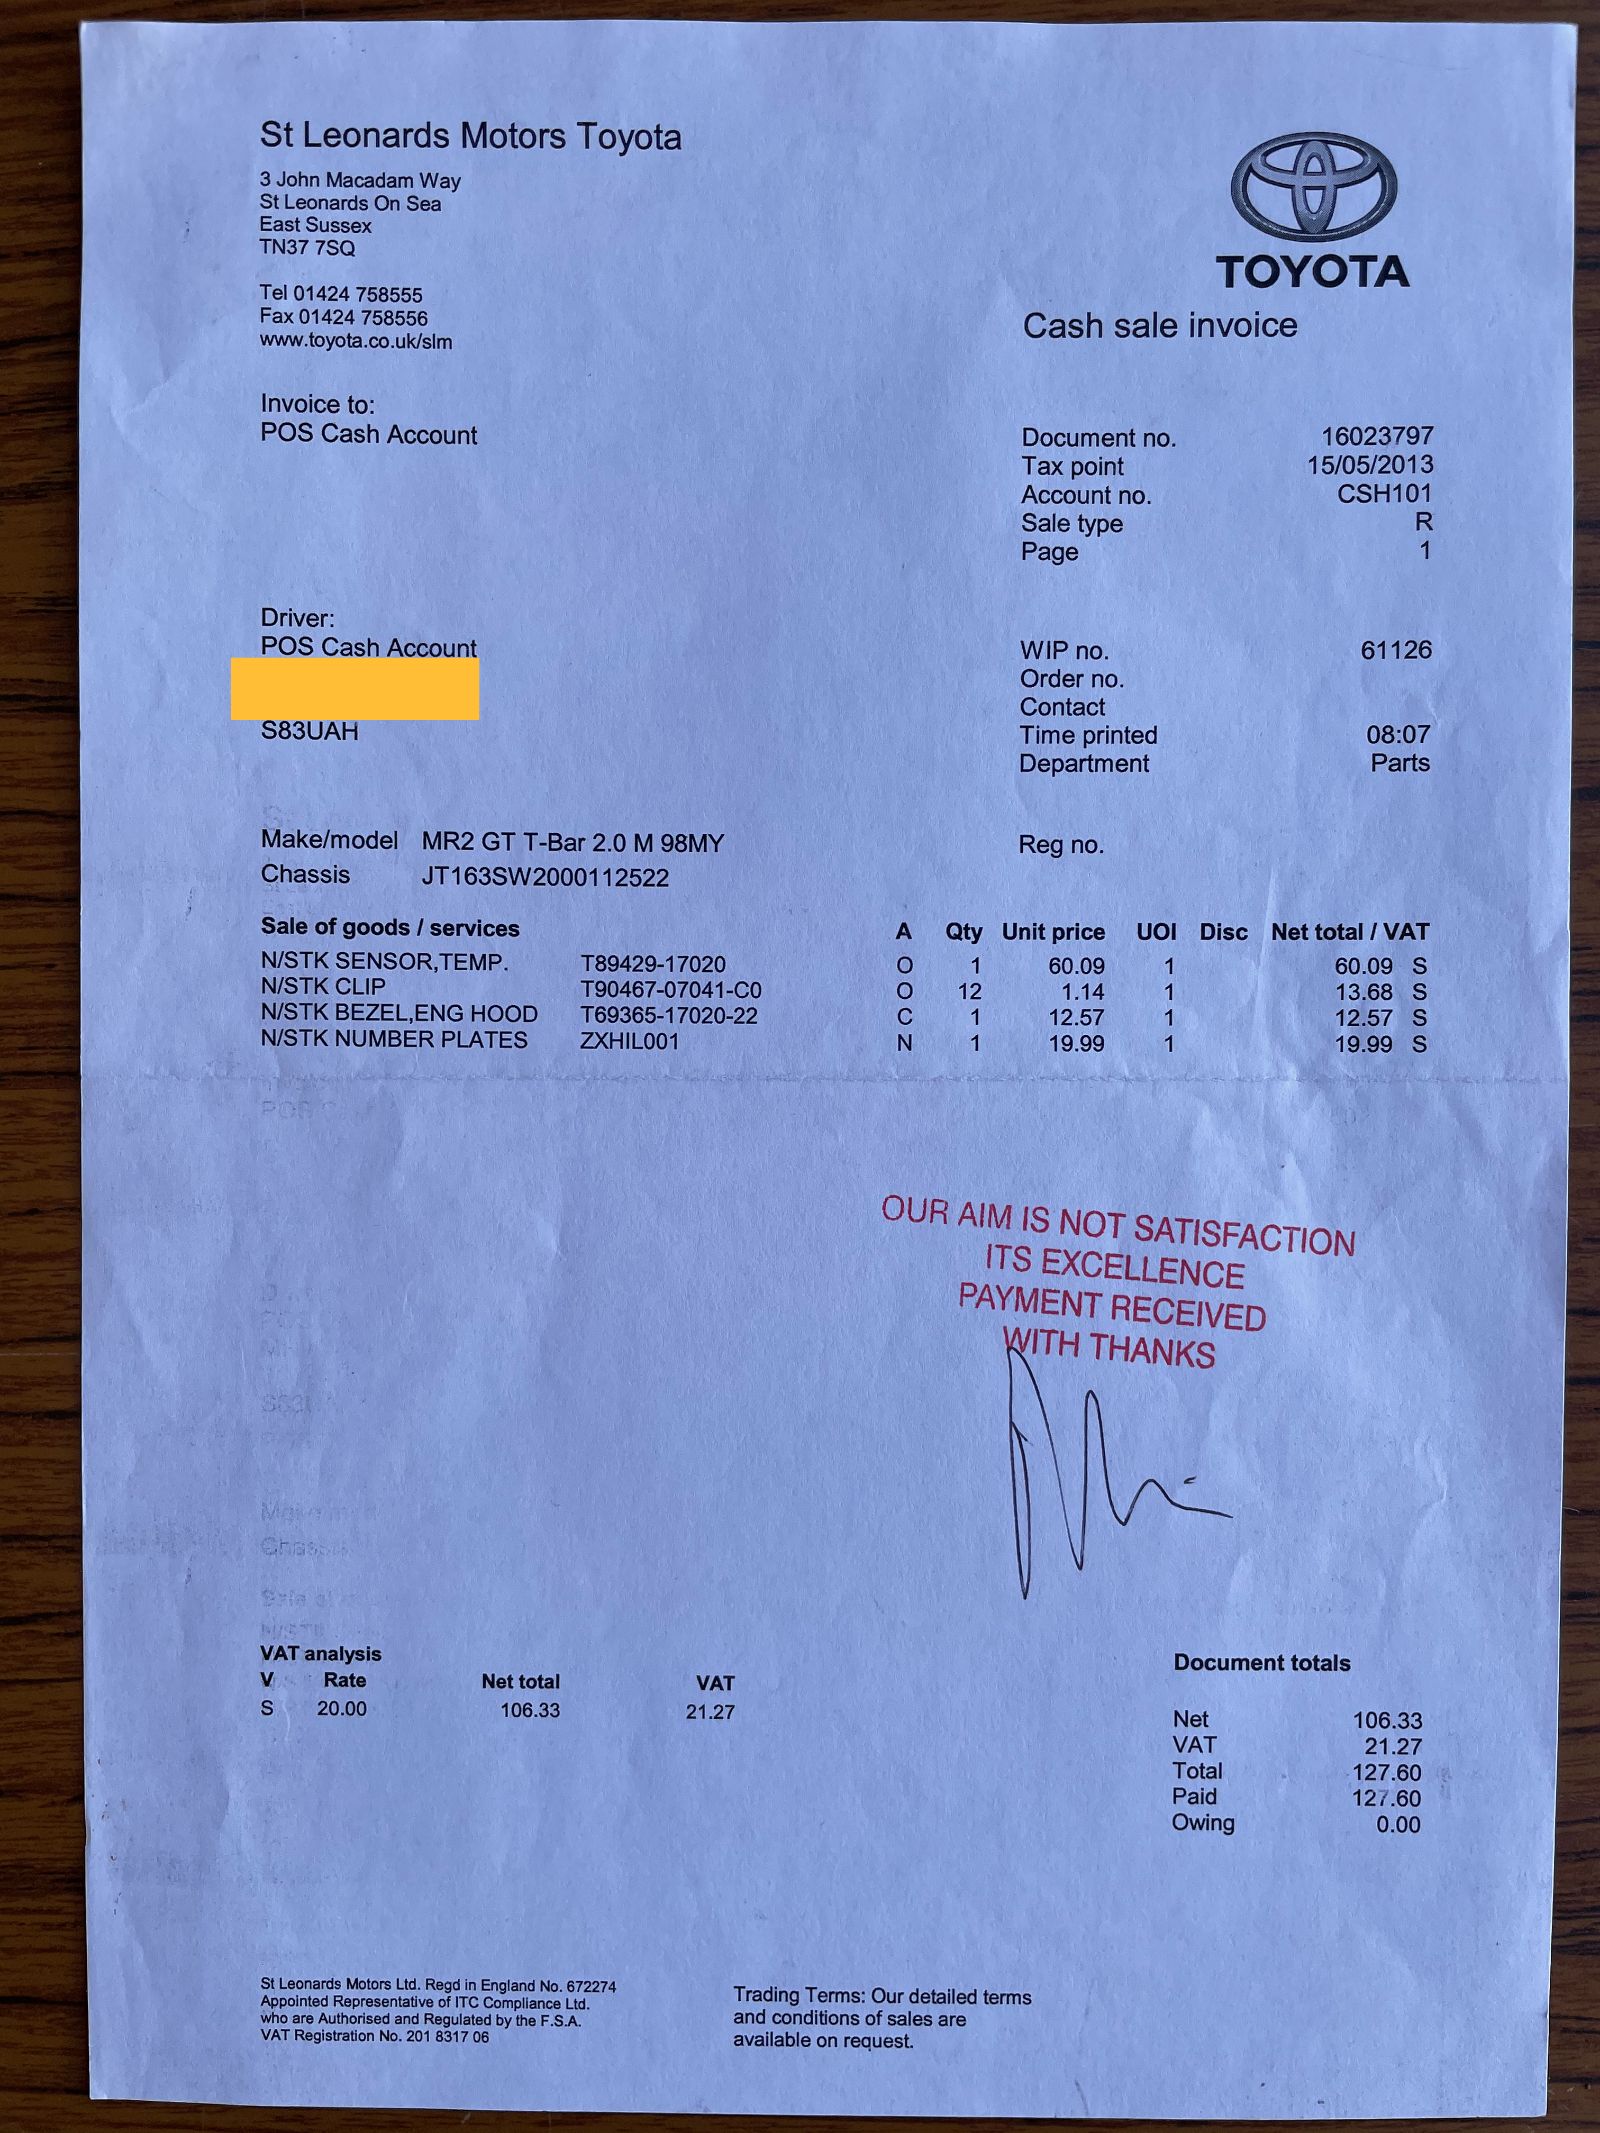 St Leonards Motors Toyota
3 John Macadam Way
St Leonards On Sea
East Sussex
TN37 7SQ
Tel 01424 758555
Fax 01424 758556
www.toyota.co.uk/slm
TOYOTA
Cash sale invoice
Invoice to:
POS Cash Account
Document no. 16023797
Tax point 15/05/2013
Account no. CSH101
Sale type R
Page 1
Driver:
POS Cash Account
S83UAH
WIP no. 61126
Order no.
Contact
Time printed 08:07
Department Parts
Make/model MR2 GT T-Bar 2.0 M 98MY
Reg no.
Chassis JT163SW2000112522
Sale of goods / services A Qty Unit price UOI Disc Net total / VAT
N/STK SENSOR,TEMP. T89429-17020 O 1 60.09 1 60.09 S
N/STK CLIP T90467-07041-C0 O 12 1.14 1 13.68 S
N/STK BEZEL,ENG HOOD T69365-17020-22 C 1 12.57 1 12.57 S
N/STK NUMBER PLATES ZXHIL001 N 1 19.99 1 19.99 S
OUR AIM IS NOT SATISFACTION
ITS EXCELLENCE
PAYMENT RECEIVED
WITH THANKS
VAT analysis
V Rate Net total VAT
S 20.00 106.33 21.27
Document totals
Net 106.33
VAT 21.27
Total 127.60
Paid 127.60
Owing 0.00
St Leonards Motors Ltd. Regd in England No. 672274
Appointed Representative of ITC Compliance Ltd.
who are Authorised and Regulated by the F.S.A.
VAT Registration No. 201 8317 06
Trading Terms: Our detailed terms
and conditions of sales are
available on request.